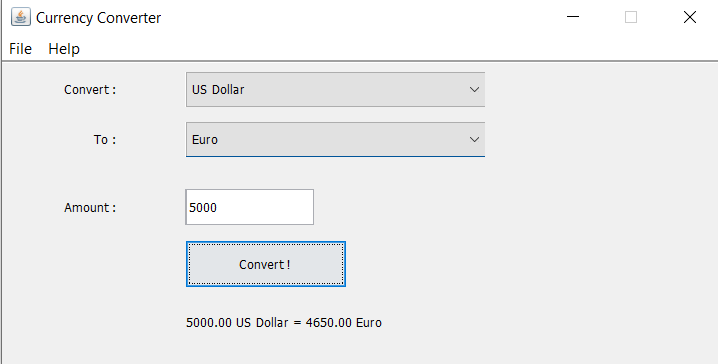 Currency Converter
File Help
Convert :
US Dollar
To :
Euro
Amount :
5000
Convert !
5000.00 US Dollar = 4650.00 Euro